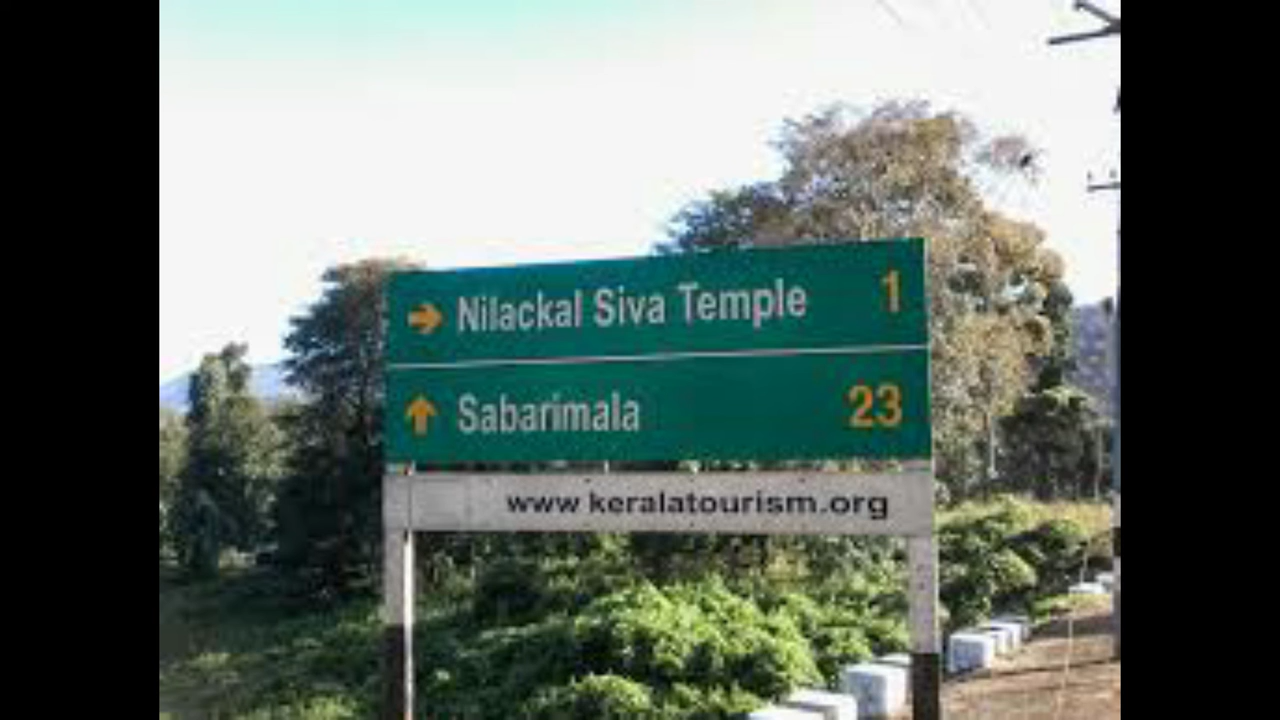 → Nilackal Siva Temple 1
↑ Sabarimala 23
www.keralatourism.org